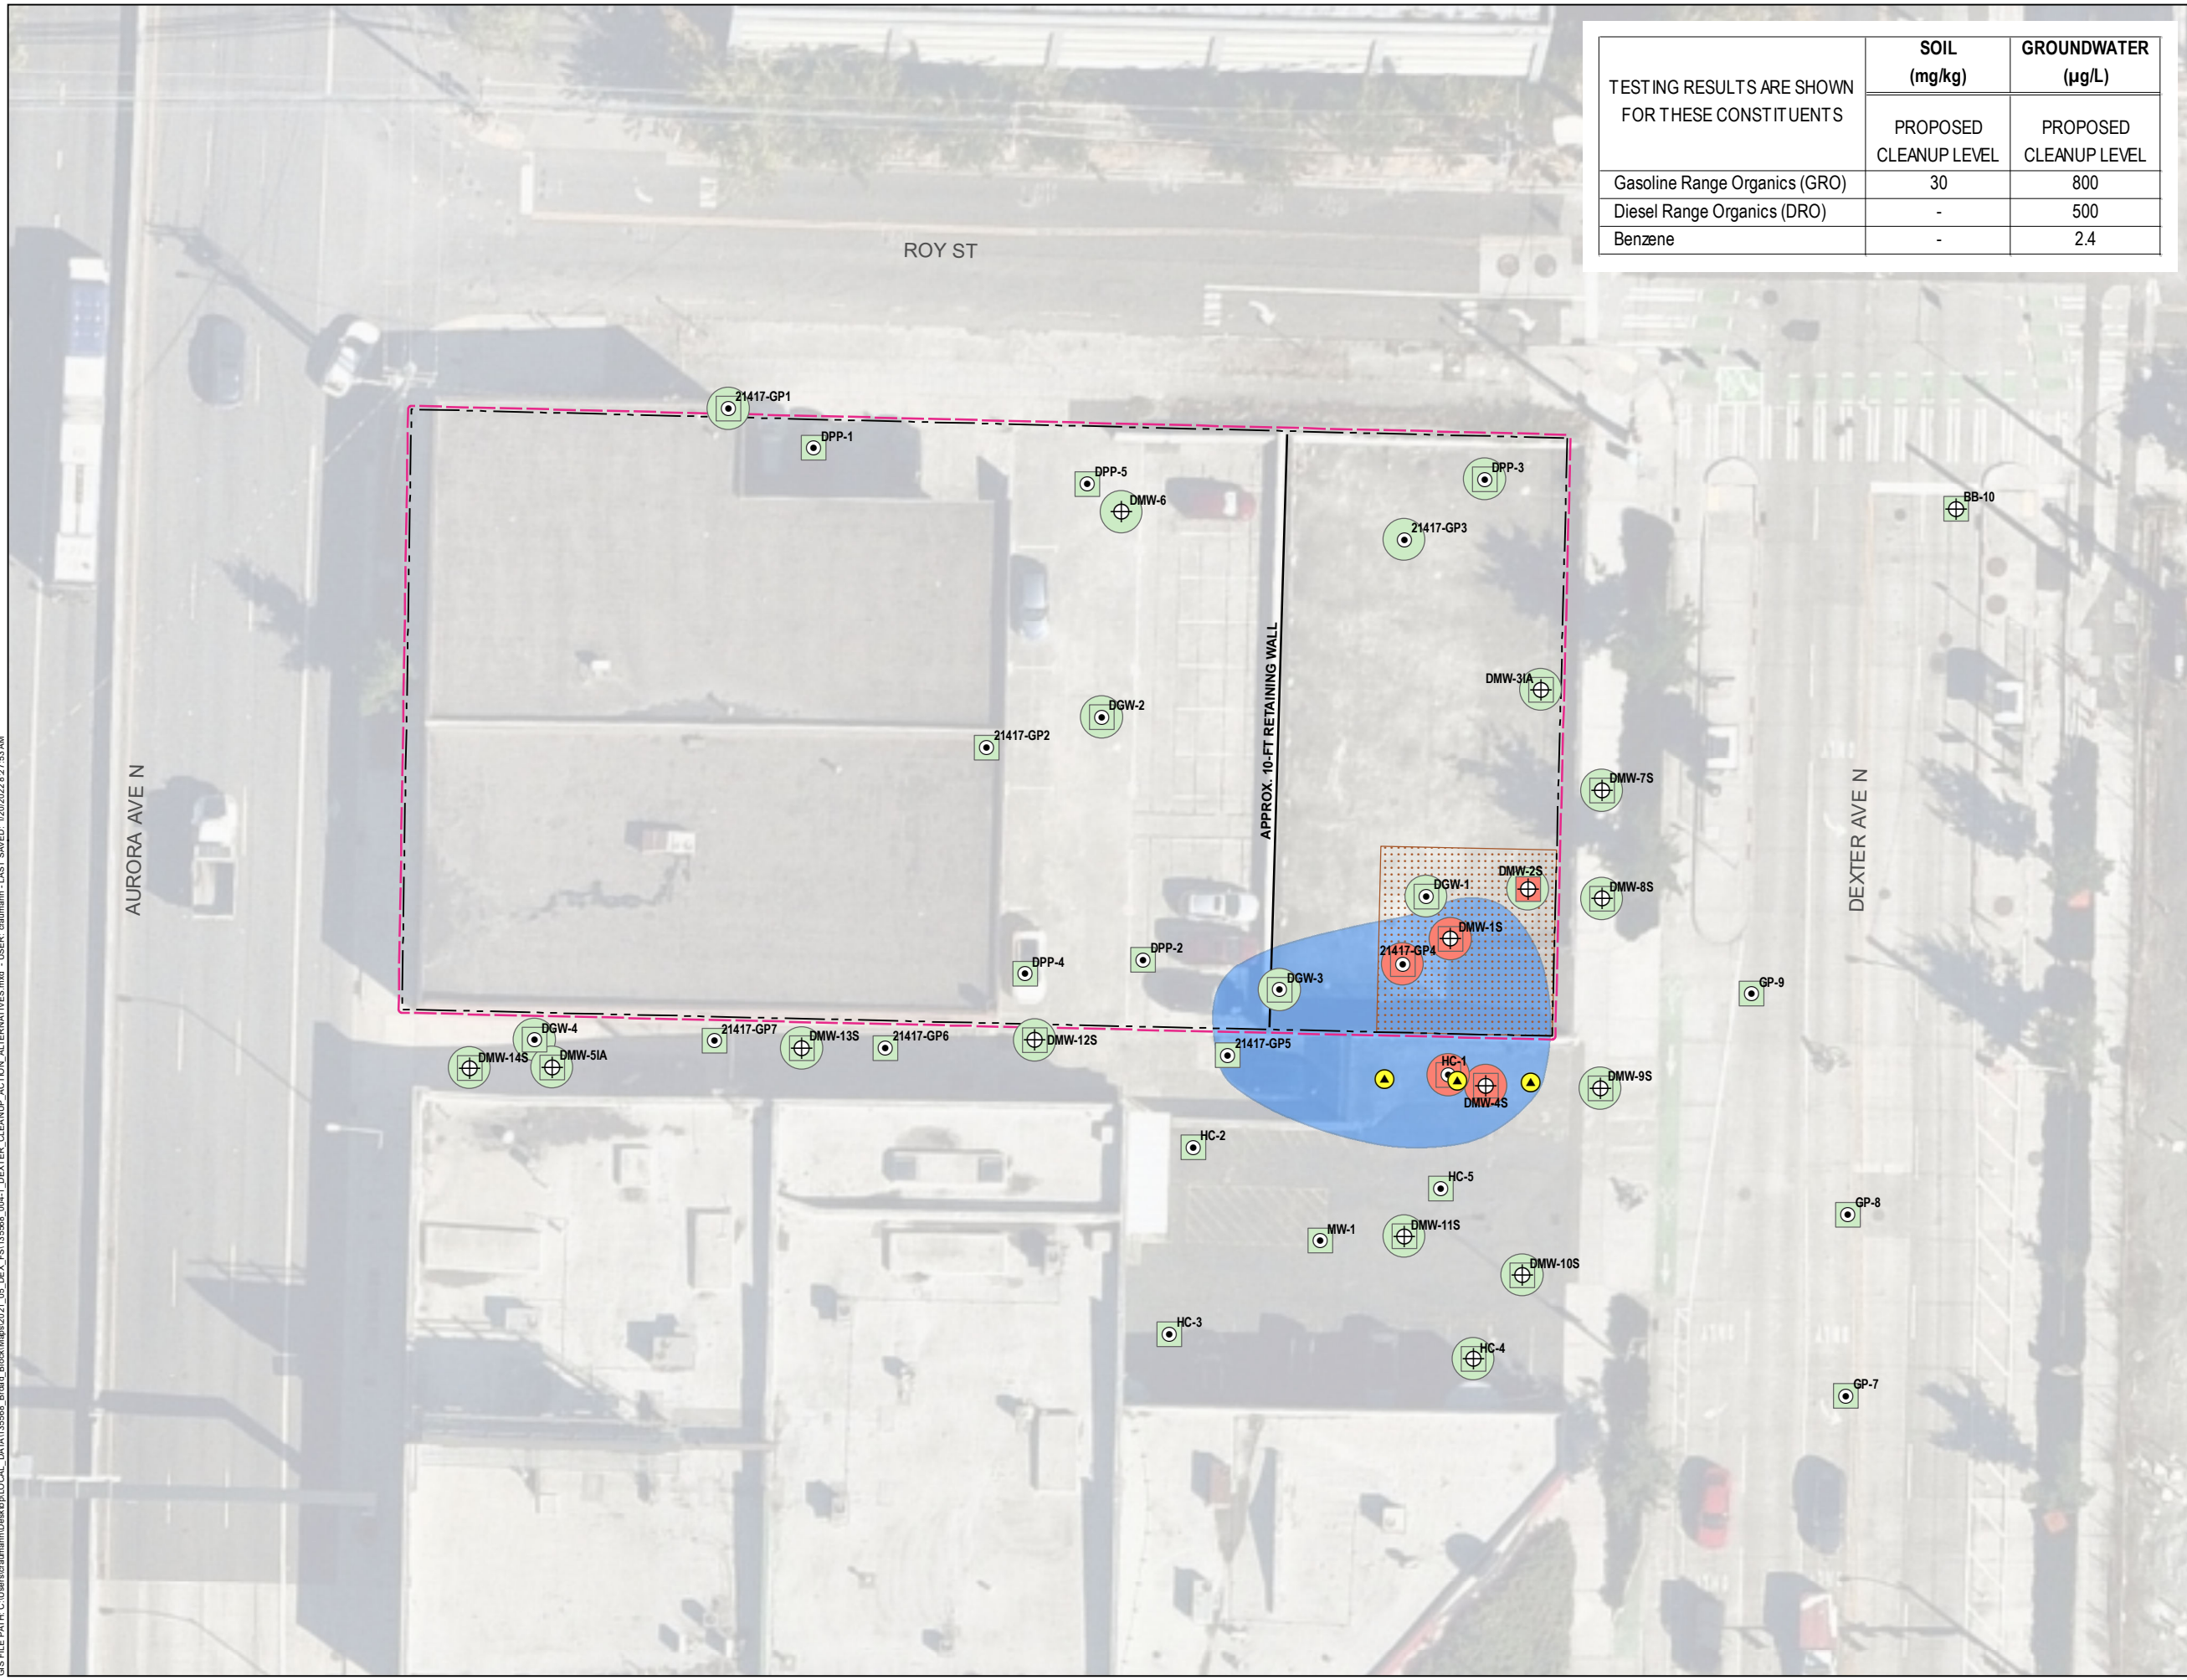 TESTING RESULTS ARE SHOWN
FOR THESE CONSTITUENTS
SOIL
(mg/kg)
GROUNDWATER
(µg/L)
PROPOSED
CLEANUP LEVEL
PROPOSED
CLEANUP LEVEL
Gasoline Range Organics (GRO) 30 800
Diesel Range Organics (DRO) - 500
Benzene - 2.4
ROY ST
21417-GP1
DPP-1
DPP-5
DMW-6
DPP-3
21417-GP3
BB-10
DMW-3IA
DGW-2
21417-GP2
APPROX. 10-FT RETAINING WALL
AURORA AVE N
DEXTER AVE N
DMW-7S
DMW-2S
DGW-1
DMW-8S
DMW-1S
21417-GP4
DPP-2
DPP-4
DGW-3
GP-9
DGW-4
21417-GP7
DMW-13S
21417-GP6
DMW-12S
21417-GP5
DMW-14S
DMW-5IA
HC-1
DMW-4S
DMW-9S
HC-2
HC-5
GP-8
MW-1
DMW-11S
DMW-10S
HC-3
HC-4
GP-7